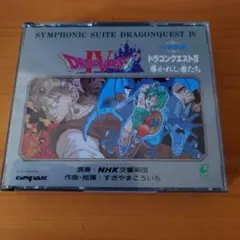 SYMPHONIC SUITE DRAGONQUEST IV
DRAGON QUEST
IV
ドラゴンクエストIV
導かれし者たち
演奏：NHK交響楽団
作曲・指揮：すぎやまこういち